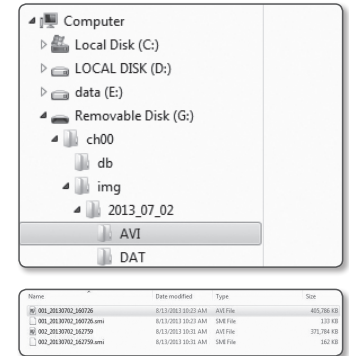 Computer
Local Disk (C:)
LOCAL DISK (D:)
data (E:)
Removable Disk (G:)
ch00
db
img
2013_07_02
AVI
DAT
Name Date modified Type Size
001_20130702_160726 8/13/2013 10:23 AM AVI File 405,786 KB
001_20130702_160726.smi 8/13/2013 10:23 AM SMI File 133 KB
002_20130702_162759 8/13/2013 10:31 AM AVI File 371,784 KB
002_20130702_162759.smi 8/13/2013 10:31 AM SMI File 162 KB